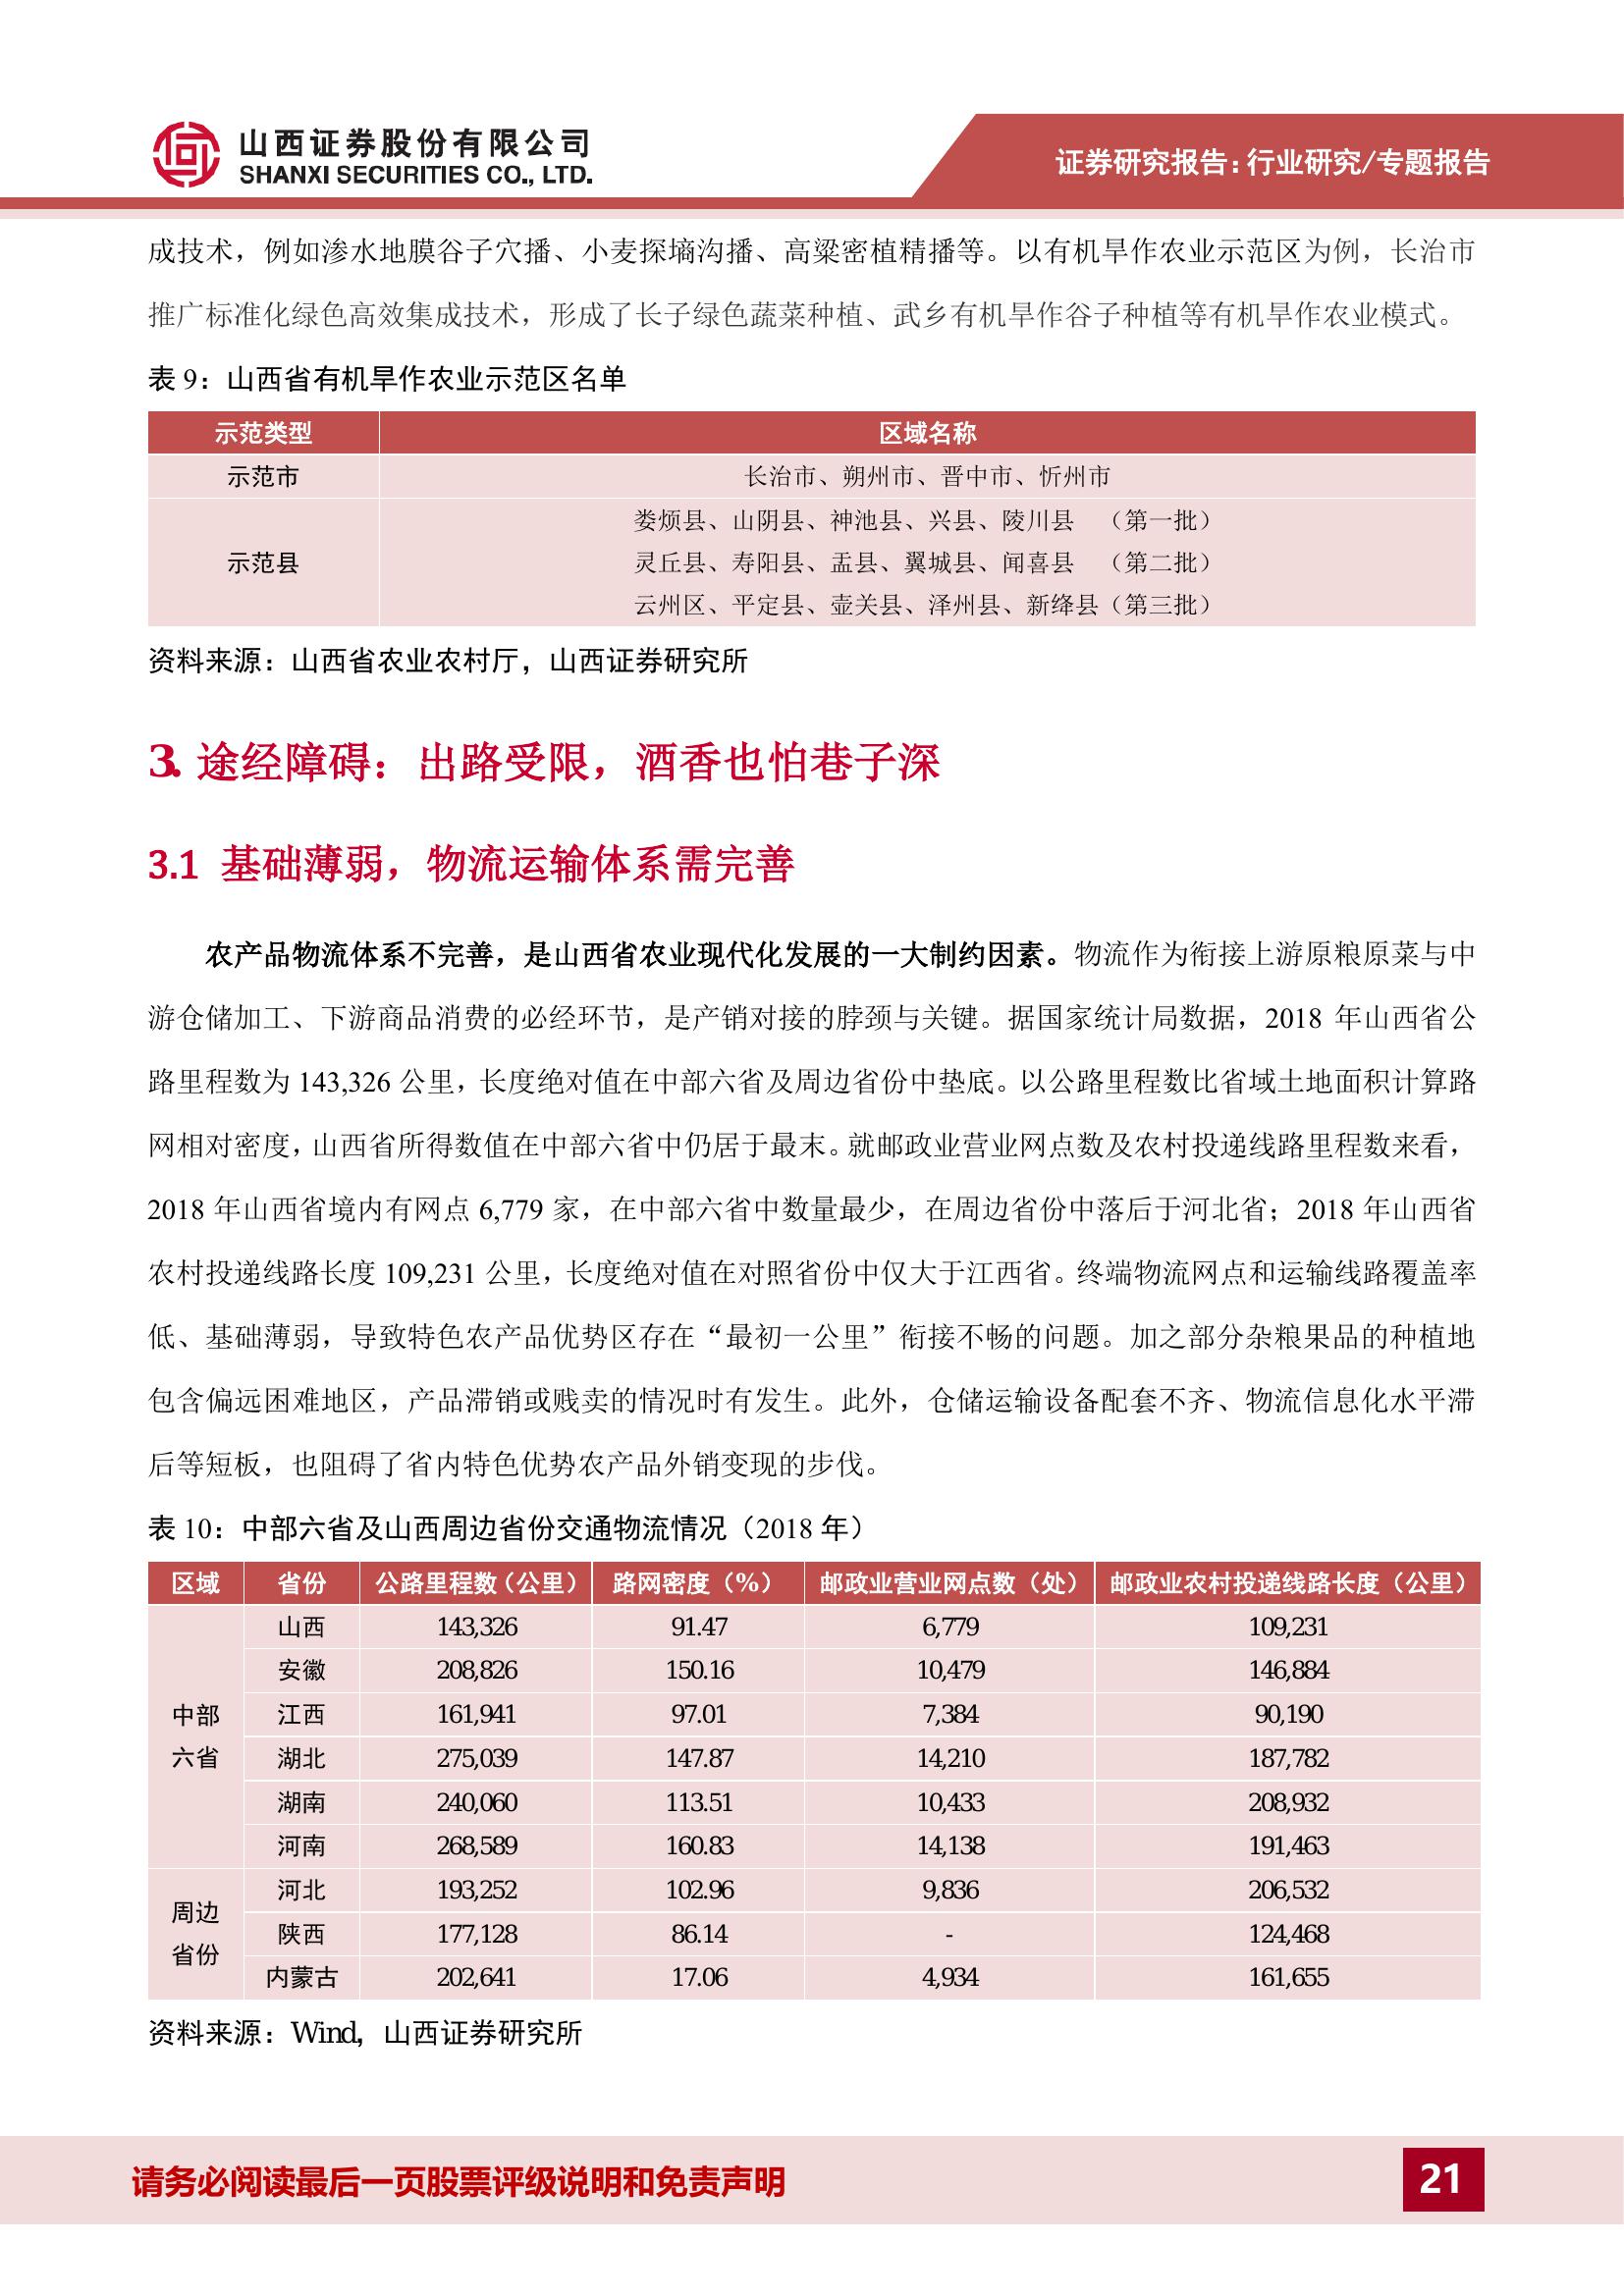 山西证券股份有限公司
SHANXI SECURITIES CO., LTD.
证券研究报告：行业研究/专题报告
成技术，例如渗水地膜谷子穴播、小麦探墒沟播、高粱密植精播等。以有机旱作农业示范区为例，长治市
推广标准化绿色高效集成技术，形成了长子绿色蔬菜种植、武乡有机旱作谷子种植等有机旱作农业模式。
表 9：山西省有机旱作农业示范区名单
示范类型 区域名称
示范市 长治市、朔州市、晋中市、忻州市
娄烦县、山阴县、神池县、兴县、陵川县 （第一批）
示范县 灵丘县、寿阳县、盂县、翼城县、闻喜县 （第二批）
云州区、平定县、壶关县、泽州县、新绛县（第三批）
资料来源：山西省农业农村厅，山西证券研究所
3. 途经障碍：出路受限，酒香也怕巷子深
3.1 基础薄弱，物流运输体系需完善
农产品物流体系不完善，是山西省农业现代化发展的一大制约因素。物流作为衔接上游原粮原菜与中
游仓储加工、下游商品消费的必经环节，是产销对接的脖颈与关键。据国家统计局数据，2018 年山西省公
路里程数为 143,326 公里，长度绝对值在中部六省及周边省份中垫底。以公路里程数比省域土地面积计算路
网相对密度，山西省所得数值在中部六省中仍居于最末。就邮政业营业网点数及农村投递线路里程数来看，
2018 年山西省境内有网点 6,779 家，在中部六省中数量最少，在周边省份中落后于河北省；2018 年山西省
农村投递线路长度 109,231 公里，长度绝对值在对照省份中仅大于江西省。终端物流网点和运输线路覆盖率
低、基础薄弱，导致特色农产品优势区存在“最初一公里”衔接不畅的问题。加之部分杂粮果品的种植地
包含偏远困难地区，产品滞销或贱卖的情况时有发生。此外，仓储运输设备配套不齐、物流信息化水平滞
后等短板，也阻碍了省内特色优势农产品外销变现的步伐。
表 10：中部六省及山西周边省份交通物流情况（2018 年）
区域 省份 公路里程数（公里） 路网密度（%） 邮政业营业网点数（处） 邮政业农村投递线路长度（公里）
中部六省 山西 143,326 91.47 6,779 109,231
安徽 208,826 150.16 10,479 146,884
江西 161,941 97.01 7,384 90,190
湖北 275,039 147.87 14,210 187,782
湖南 240,060 113.51 10,433 208,932
河南 268,589 160.83 14,138 191,463
周边省份 河北 193,252 102.96 9,836 206,532
陕西 177,128 86.14 - 124,468
内蒙古 202,641 17.06 4,934 161,655
资料来源：Wind，山西证券研究所
请务必阅读最后一页股票评级说明和免责声明
21